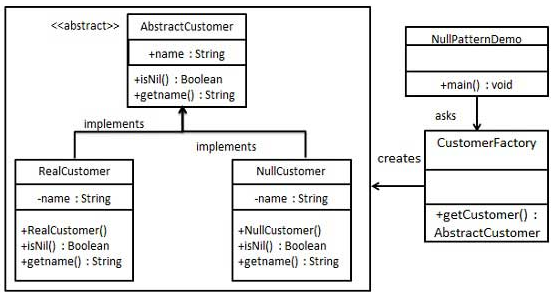 <<abstract>>
AbstractCustomer
+name : String
+isNil() : Boolean
+getname() : String
implements
implements
RealCustomer
-name : String
+RealCustomer()
+isNil() : Boolean
+getname() : String
NullCustomer
-name : String
+NullCustomer()
+isNil() : Boolean
+getname() : String
NullPatternDemo
+main() : void
asks
creates
CustomerFactory
+getCustomer() :
AbstractCustomer